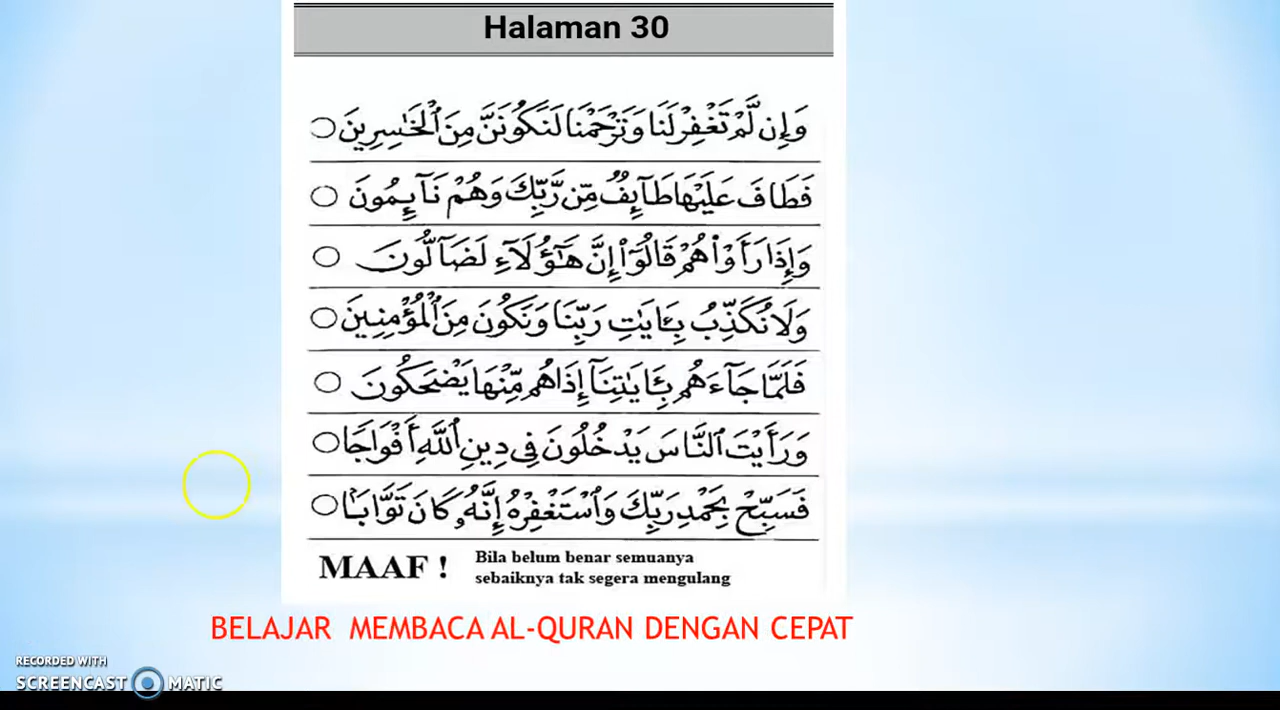 Halaman 30
وَإِن لَّمْ تَغْفِرْ لَنَا وَتَرْحَمْنَا لَنَكُونَنَّ مِنَ ٱلْخَٰسِرِينَ
فَطَافَ عَلَيْهَا طَآئِفٌ مِّن رَّبِّكَ وَهُمْ نَآئِمُونَ
وَإِذَا رَأَوْا۟هُمْ قَالُوٓا۟ إِنَّ هَٰٓؤُلَآءِ لَضَآلُّونَ
وَلَا نُكَذِّبُ بِـَٔايَٰتِ رَبِّنَا وَنَكُونَ مِنَ ٱلْمُؤْمِنِينَ
فَلَمَّا جَآءَهُم بِـَٔايَٰتِنَآ إِذَا هُم مِّنْهَا يَضْحَكُونَ
وَرَأَيْتَ ٱلنَّاسَ يَدْخُلُونَ فِى دِينِ ٱللَّهِ أَفْوَاجًا
فَسَبِّحْ بِحَمْدِ رَبِّكَ وَٱسْتَغْفِرْهُ إِنَّهُۥ كَانَ تَوَّابًۢا
MAAF ! Bila belum benar semuanya
sebaiknya tak segera mengulang
BELAJAR MEMBACA AL-QURAN DENGAN CEPAT
RECORDED WITH
SCREENCAST MATIC